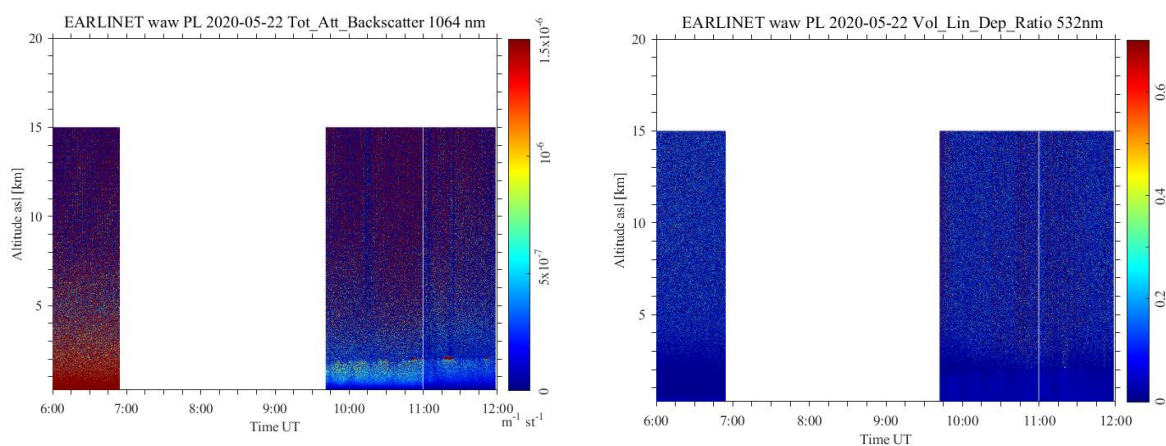 EARLINET waw PL 2020-05-22 Tot_Att_Backscatter 1064 nm
20
15
10
5
Altitude asl [km]
6:00 7:00 8:00 9:00 10:00 11:00 12:00
Time UT
1.5x10-6
10-6
5x10-7
0
m-1 st-1
EARLINET waw PL 2020-05-22 Vol_Lin_Dep_Ratio 532nm
20
15
10
5
Altitude asl [km]
6:00 7:00 8:00 9:00 10:00 11:00 12:00
Time UT
0.6
0.4
0.2
0